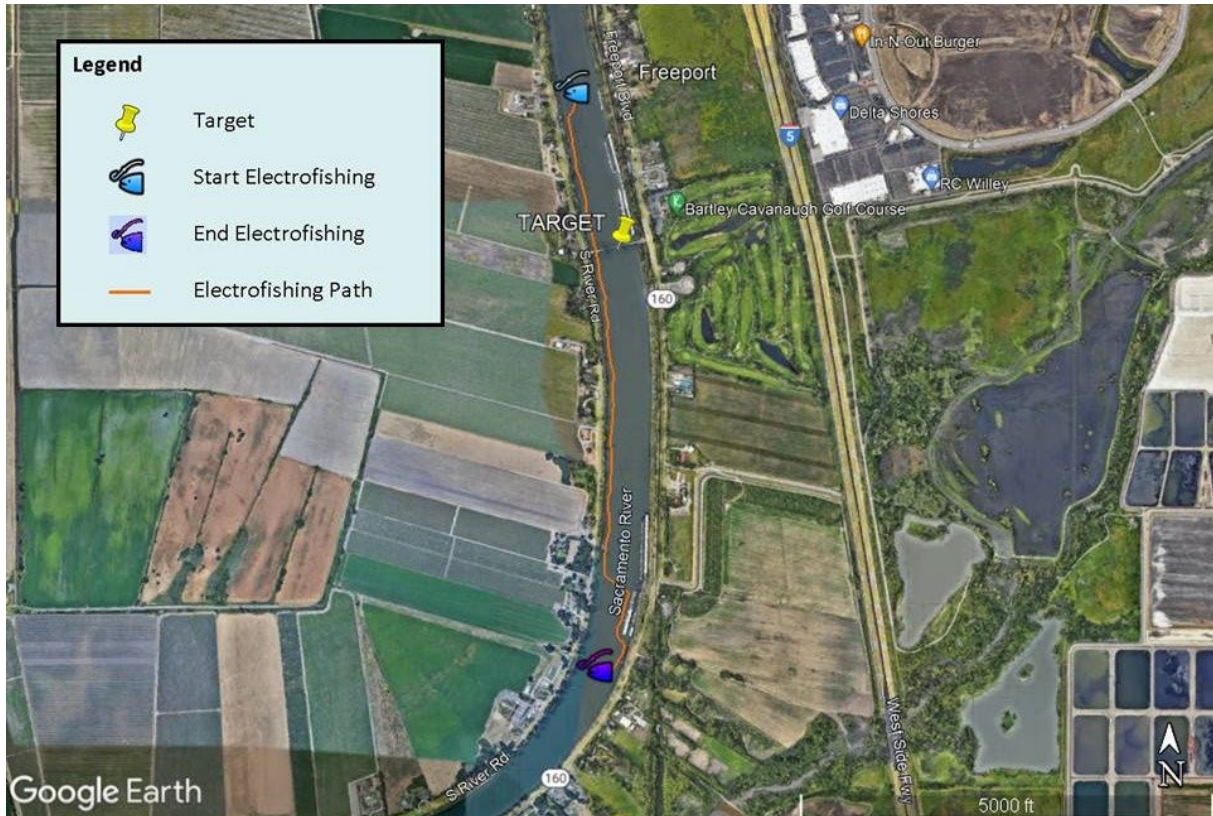 Legend
Target
Start Electrofishing
End Electrofishing
Electrofishing Path
Freeport Blvd
Freeport
In-N-Out Burger
5
Delta Shores
RC Willey
Bartley Cavanaugh Golf Course
TARGET
S River Rd
160
Sacramento River
West Side Fwy
S River Rd
160
Google Earth
N
5000 ft